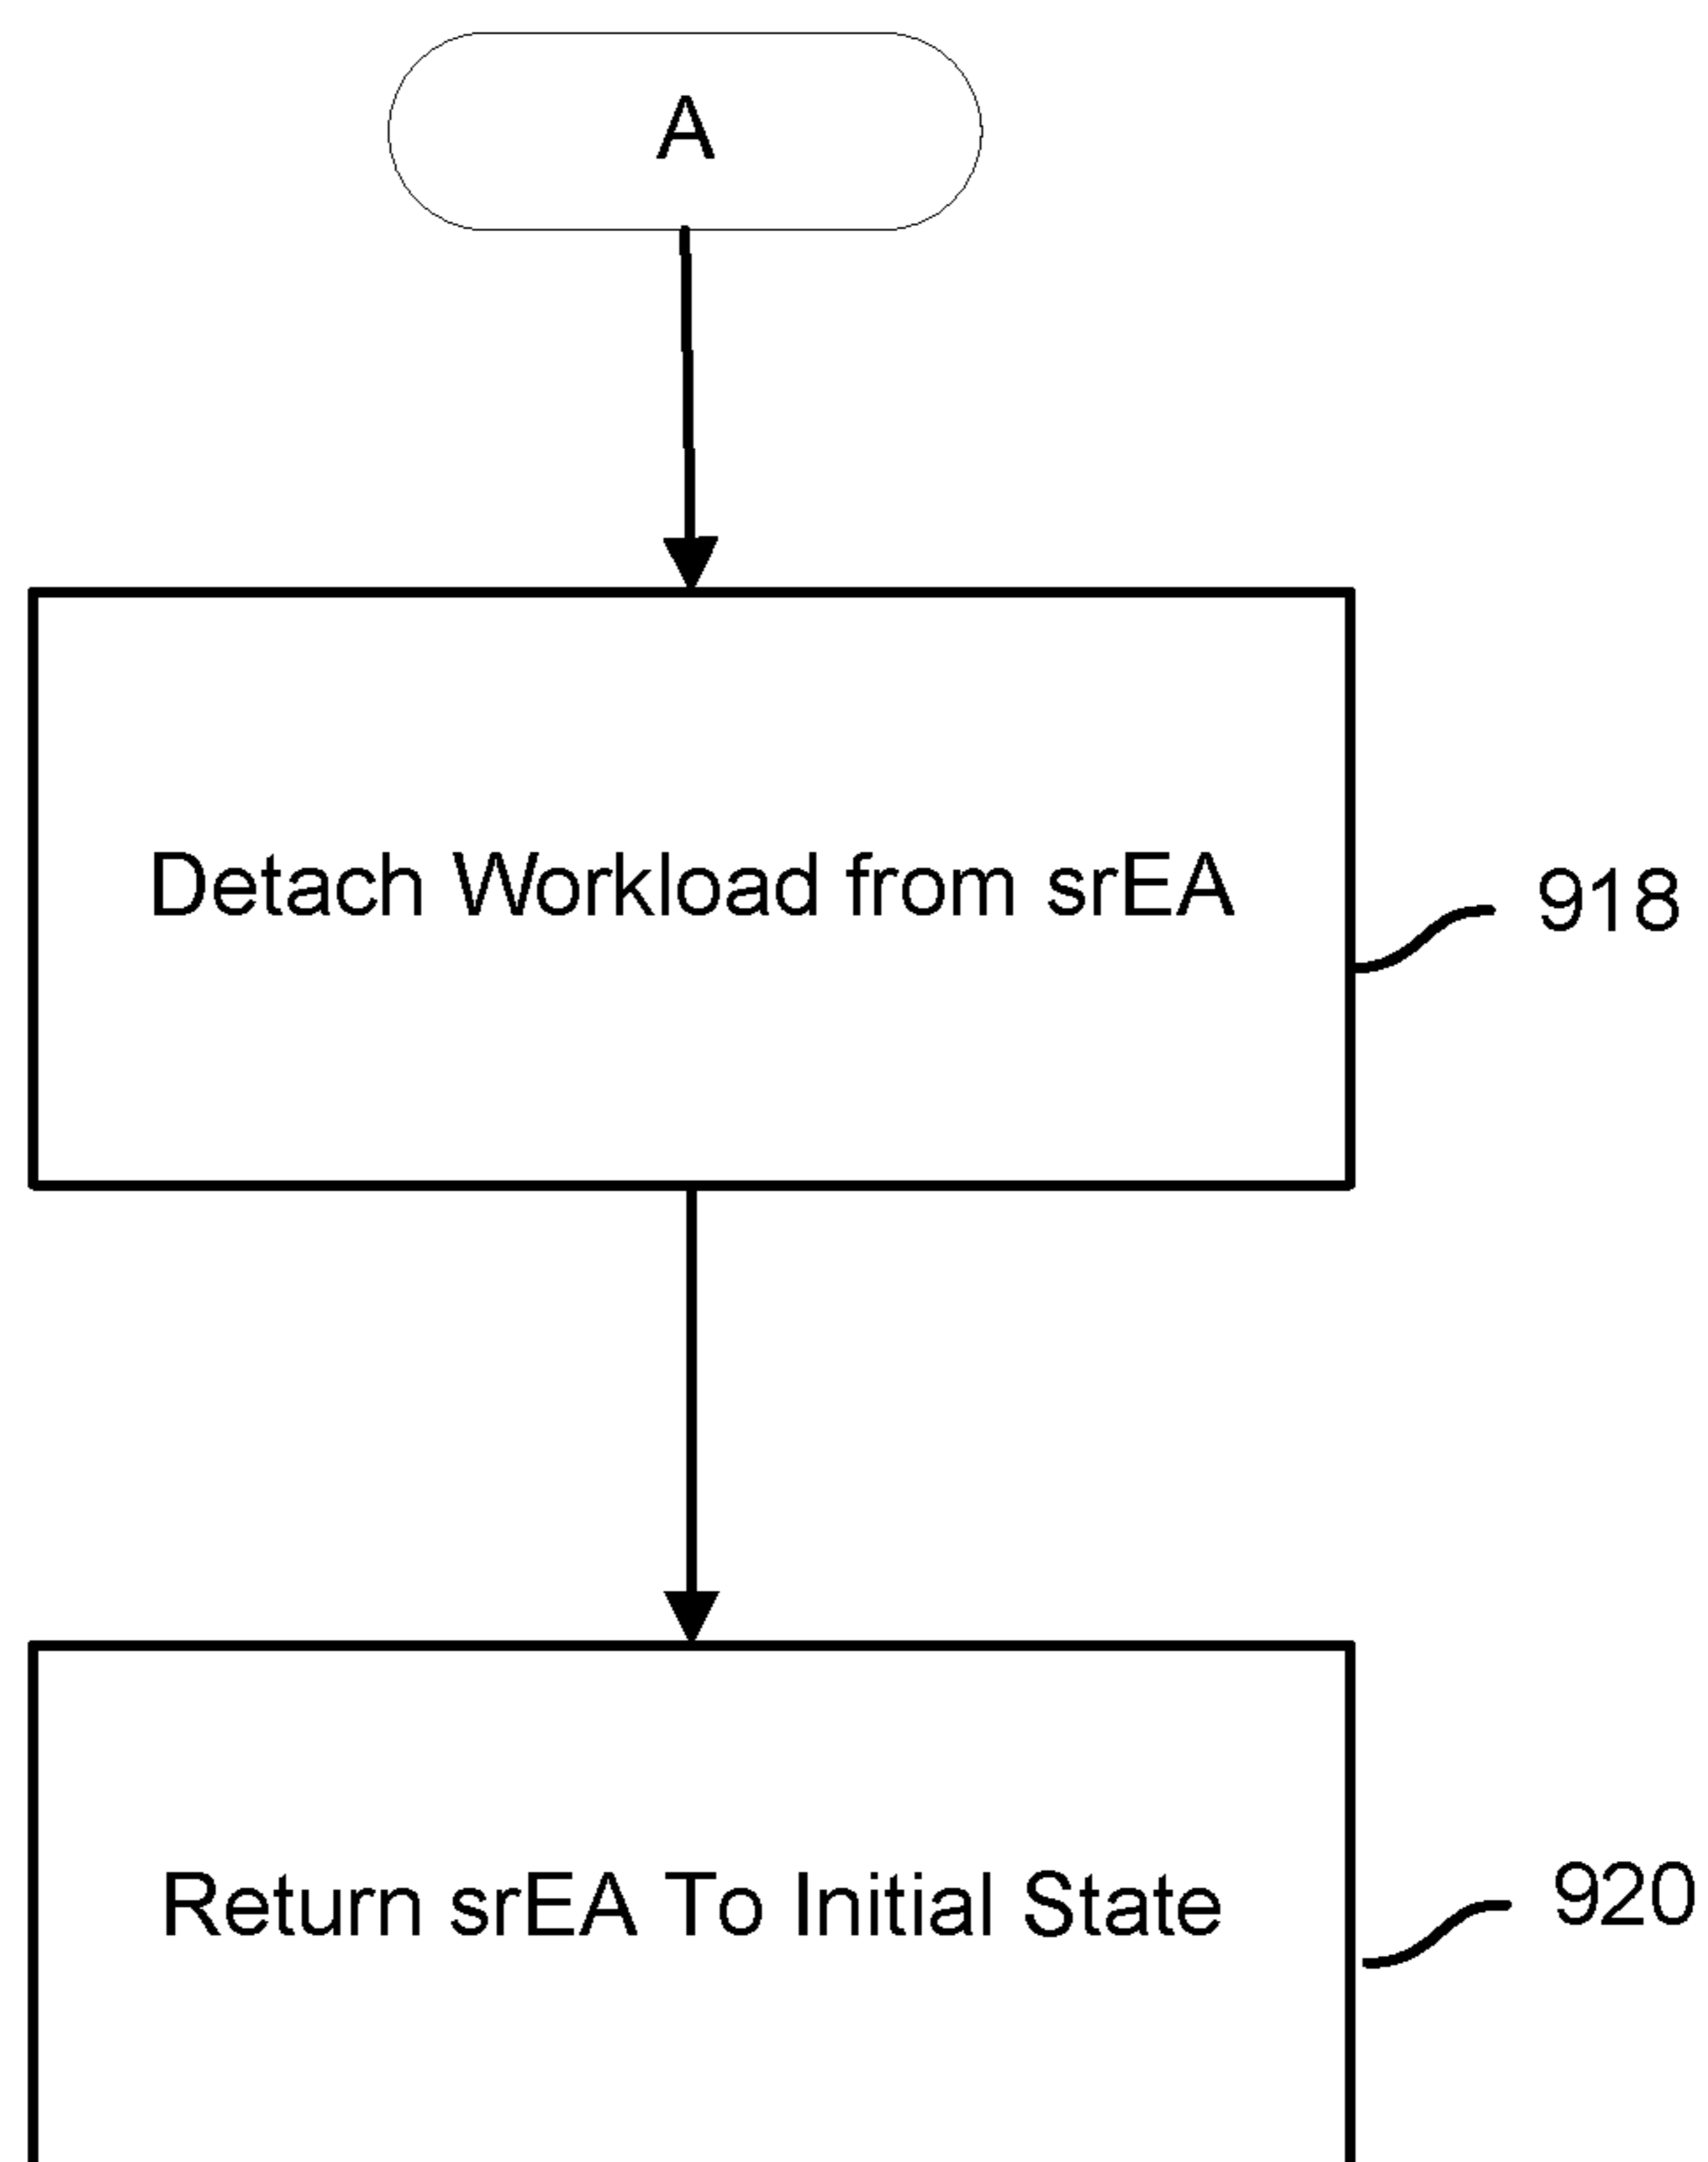 A
Detach Workload from srEA
918
Return srEA To Initial State
920